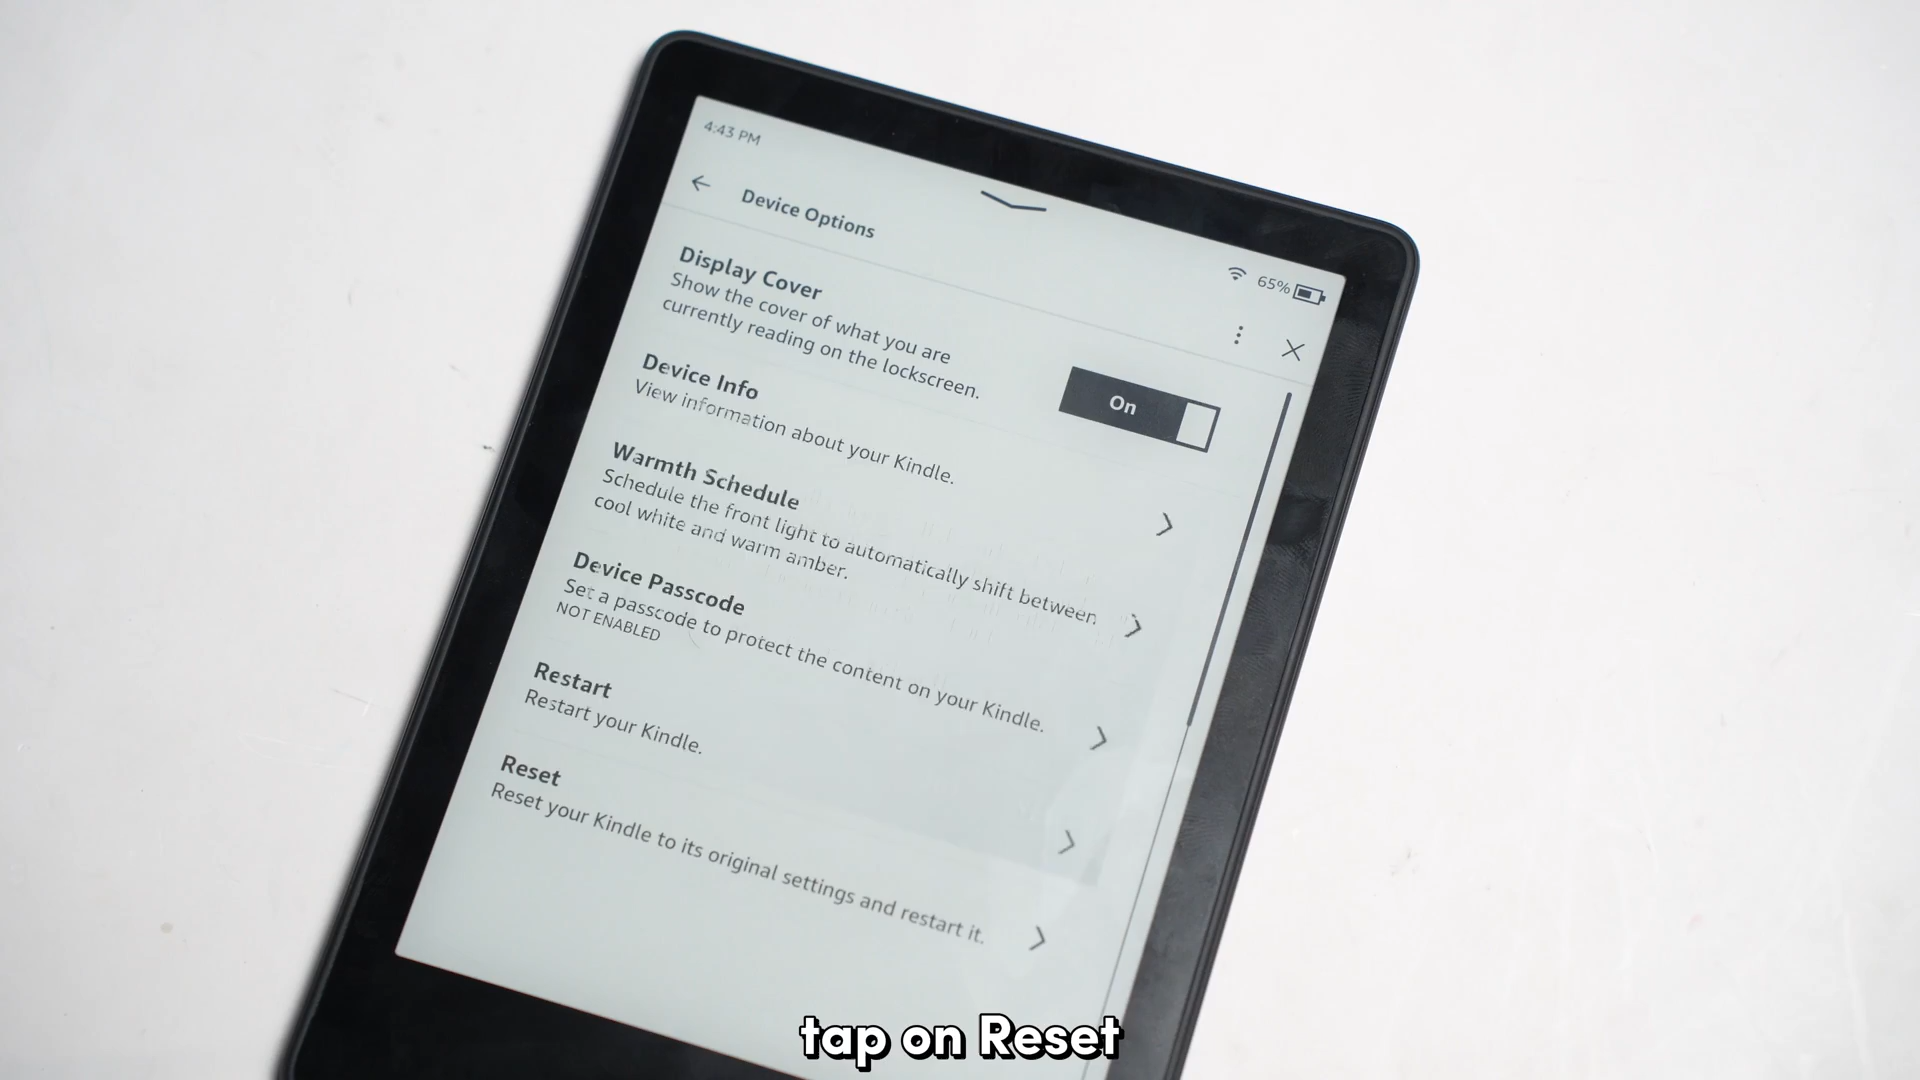 4:43 PM
65%
Device Options
Display Cover
Show the cover of what you are
currently reading on the lockscreen.
On
Device Info
View information about your Kindle.
Warmth Schedule
Schedule the front light to automatically shift between
cool white and warm amber.
Device Passcode
Set a passcode to protect the content on your Kindle.
NOT ENABLED
Restart
Restart your Kindle.
Reset
Reset your Kindle to its original settings and restart it.
tap on Reset